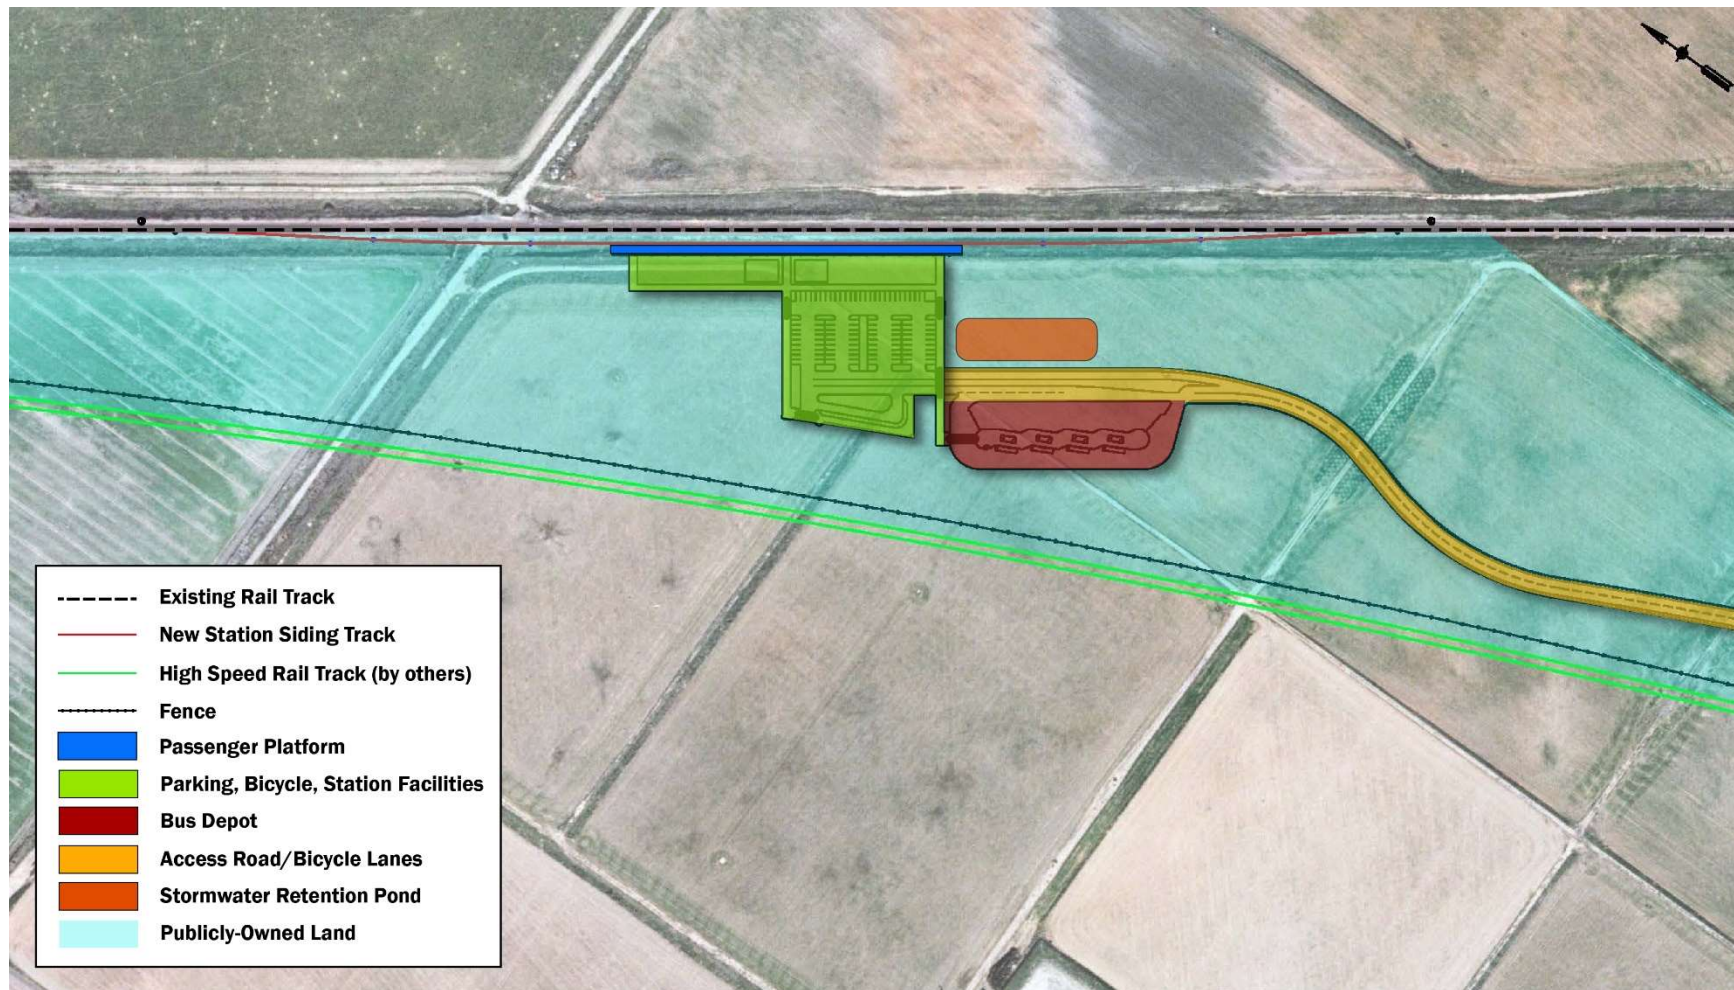 Existing Rail Track
New Station Siding Track
High Speed Rail Track (by others)
Fence
Passenger Platform
Parking, Bicycle, Station Facilities
Bus Depot
Access Road/Bicycle Lanes
Stormwater Retention Pond
Publicly-Owned Land